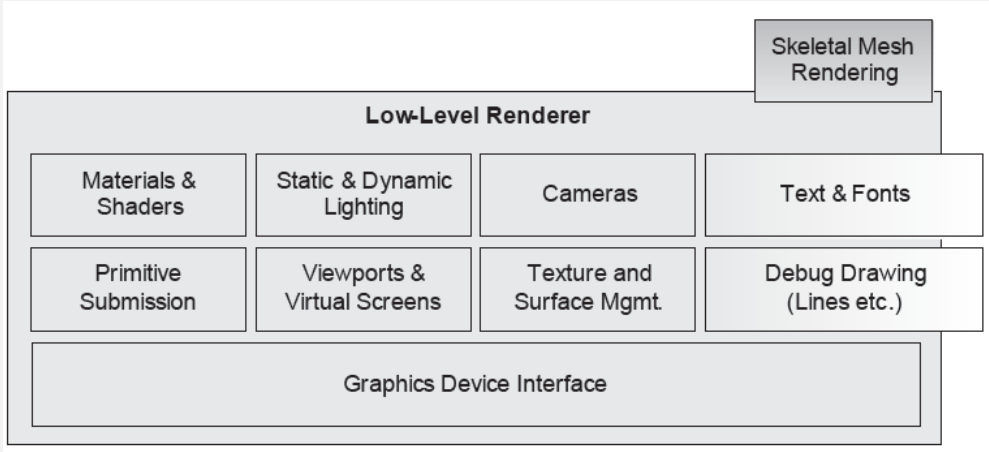 Skeletal Mesh
Rendering
Low-Level Renderer
Materials &
Shaders
Static & Dynamic
Lighting
Cameras
Text & Fonts
Primitive
Submission
Viewports &
Virtual Screens
Texture and
Surface Mgmt.
Debug Drawing
(Lines etc.)
Graphics Device Interface